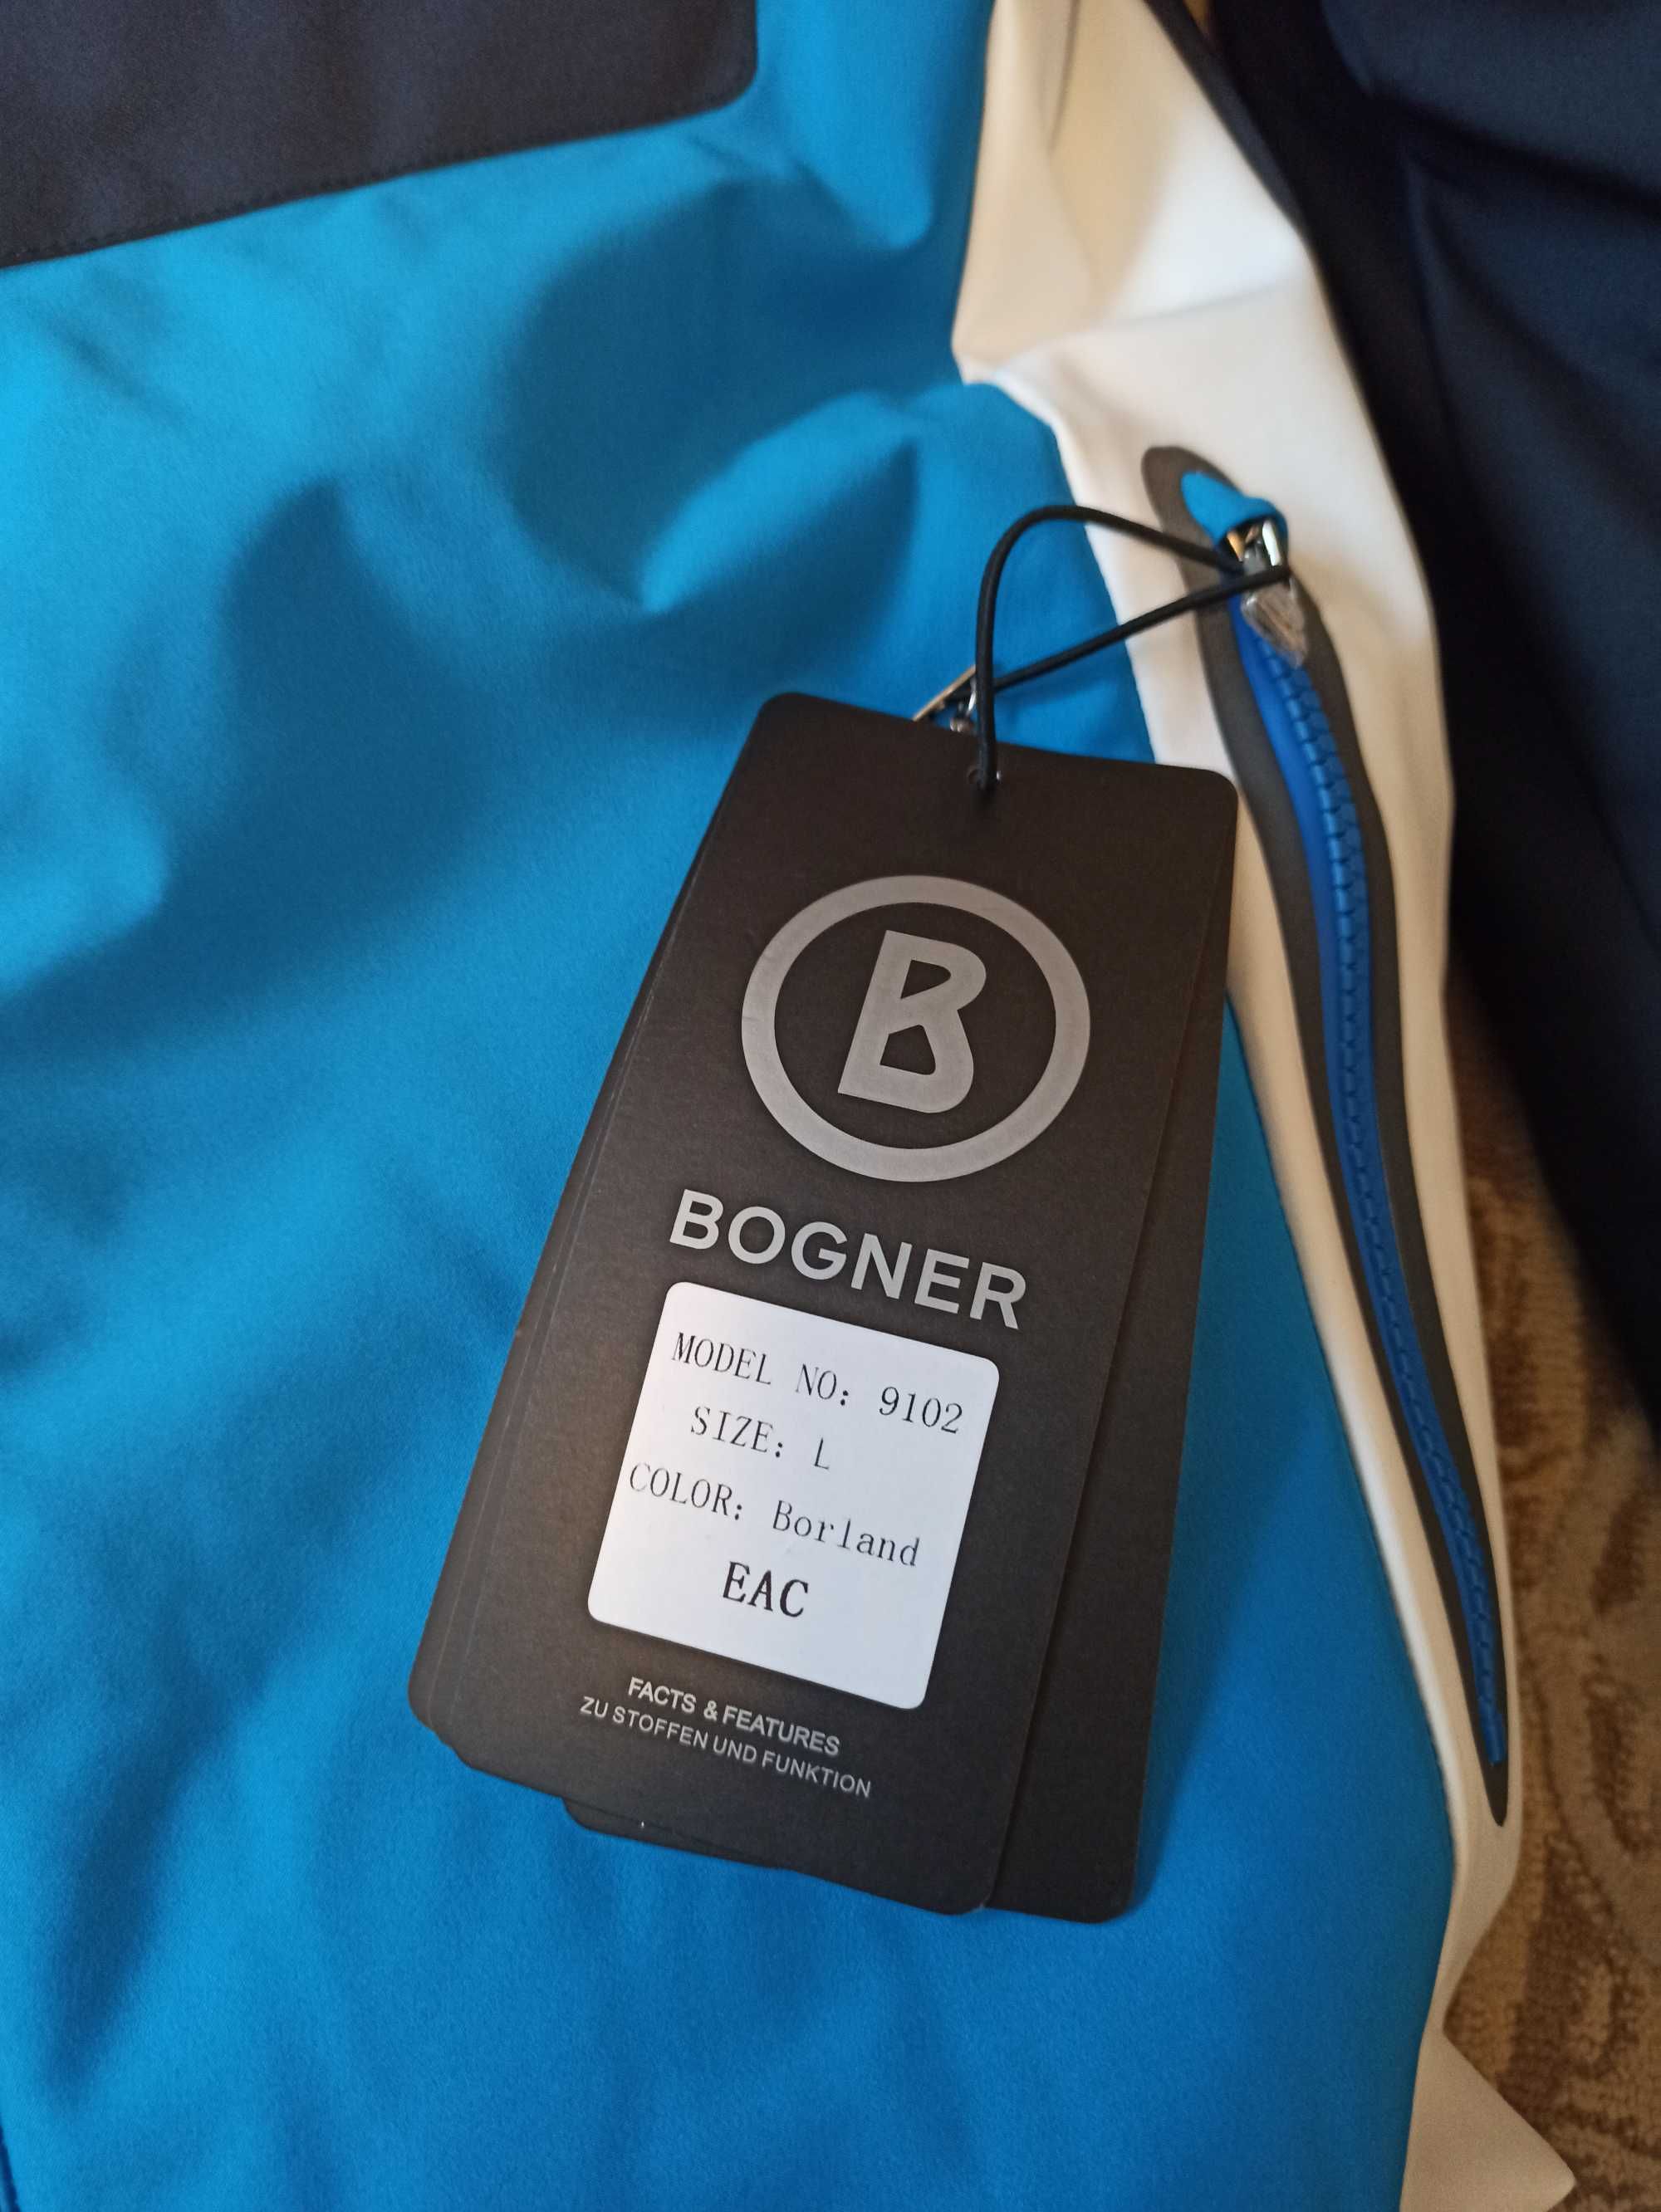 B
BOGNER
MODEL NO: 9102
SIZE: L
COLOR: Borland
EAC
FACTS & FEATURES
ZU STOFFEN UND FUNKTION